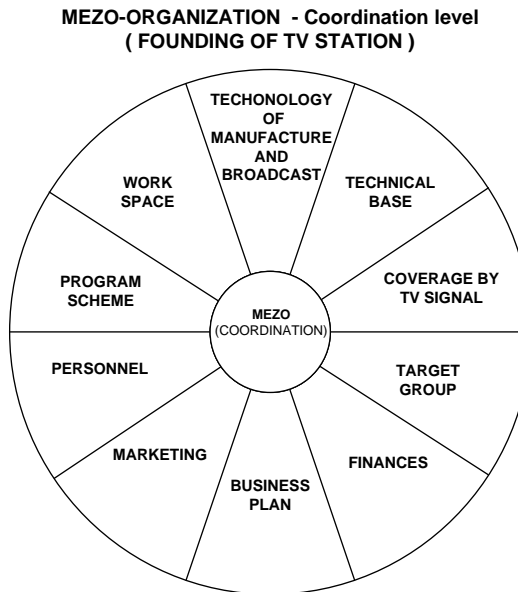 MEZO-ORGANIZATION - Coordination level
( FOUNDING OF TV STATION )
TECHONOLOGY
OF
MANUFACTURE
AND
BROADCAST
TECHNICAL
BASE
COVERAGE BY
TV SIGNAL
TARGET
GROUP
FINANCES
BUSINESS
PLAN
MARKETING
PERSONNEL
PROGRAM
SCHEME
WORK
SPACE
MEZO
(COORDINATION)